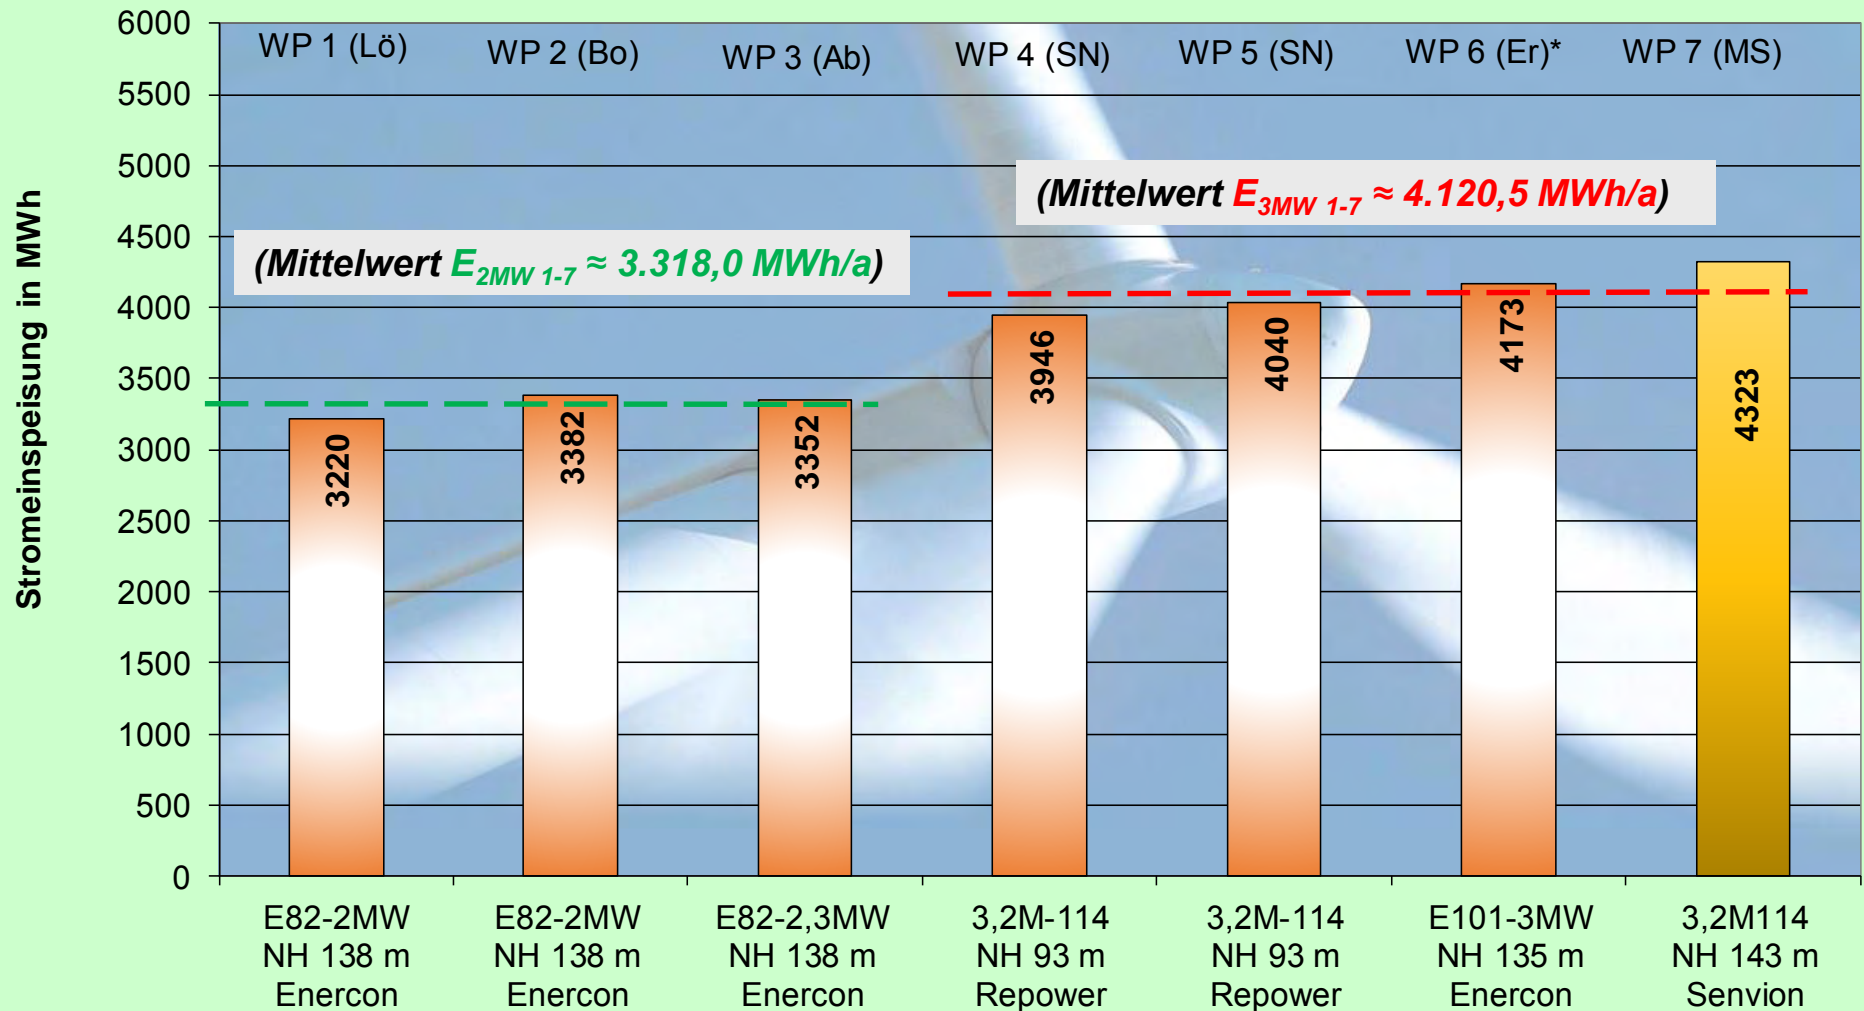 Stromeinspeisung in MWh
6000
5500
5000
4500
4000
3500
3000
2500
2000
1500
1000
500
0
WP 1 (Lö)
WP 2 (Bo)
WP 3 (Ab)
WP 4 (SN)
WP 5 (SN)
WP 6 (Er)*
WP 7 (MS)
(Mittelwert E3MW 1-7 ≈ 4.120,5 MWh/a)
(Mittelwert E2MW 1-7 ≈ 3.318,0 MWh/a)
3220
3382
3352
3946
4040
4173
4323
E82-2MW
NH 138 m
Enercon
E82-2MW
NH 138 m
Enercon
E82-2,3MW
NH 138 m
Enercon
3,2M-114
NH 93 m
Repower
3,2M-114
NH 93 m
Repower
E101-3MW
NH 135 m
Enercon
3,2M114
NH 143 m
Senvion